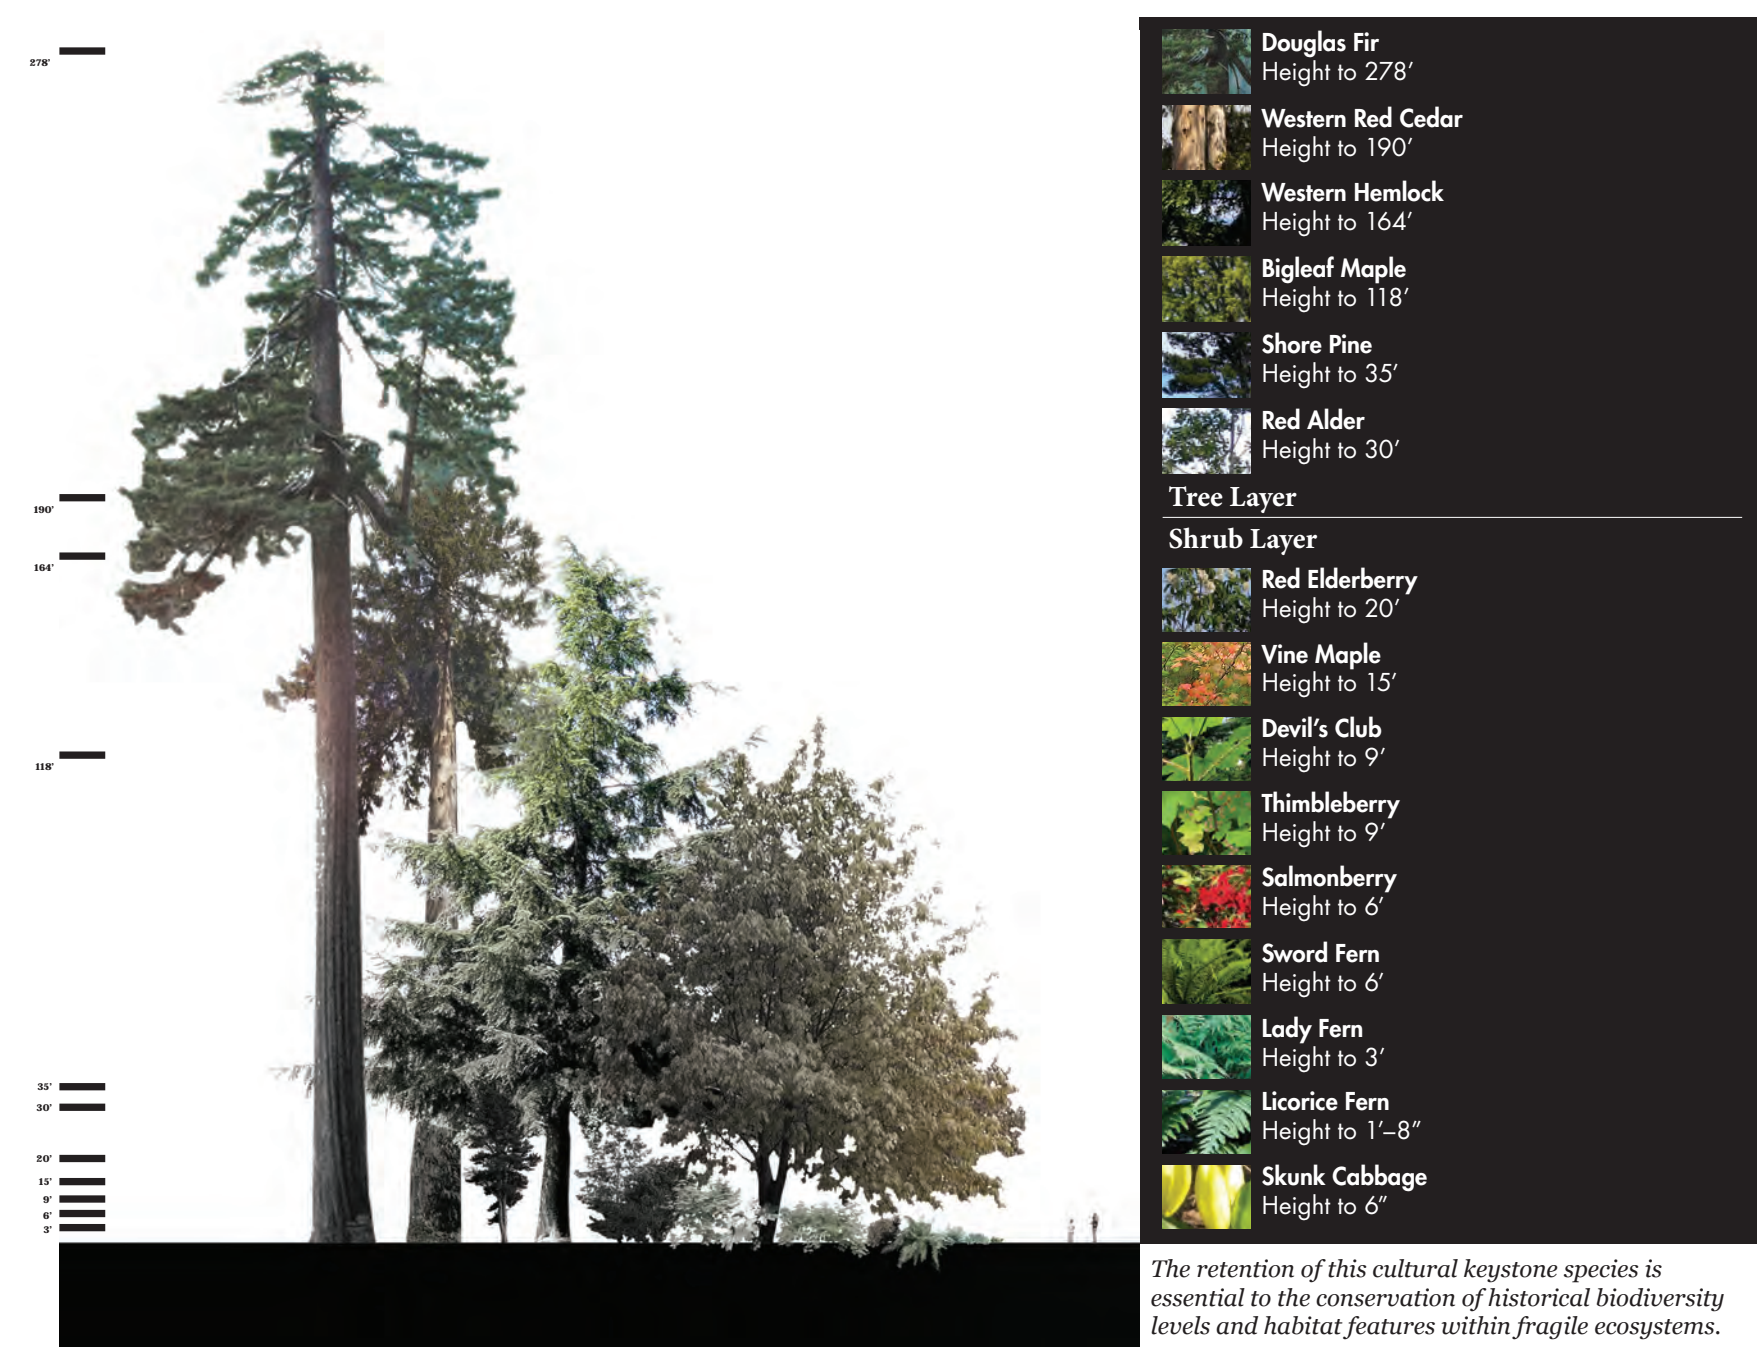 278’
190’
164’
118’
35’
30’
20’
15’
9’
6’
3’
Douglas Fir
Height to 278’
Western Red Cedar
Height to 190’
Western Hemlock
Height to 164’
Bigleaf Maple
Height to 118’
Shore Pine
Height to 35’
Red Alder
Height to 30’
Tree Layer
Shrub Layer
Red Elderberry
Height to 20’
Vine Maple
Height to 15’
Devil’s Club
Height to 9’
Thimbleberry
Height to 9’
Salmonberry
Height to 6’
Sword Fern
Height to 6’
Lady Fern
Height to 3’
Licorice Fern
Height to 1’–8”
Skunk Cabbage
Height to 6”
The retention of this cultural keystone species is
essential to the conservation of historical biodiversity
levels and habitat features within fragile ecosystems.